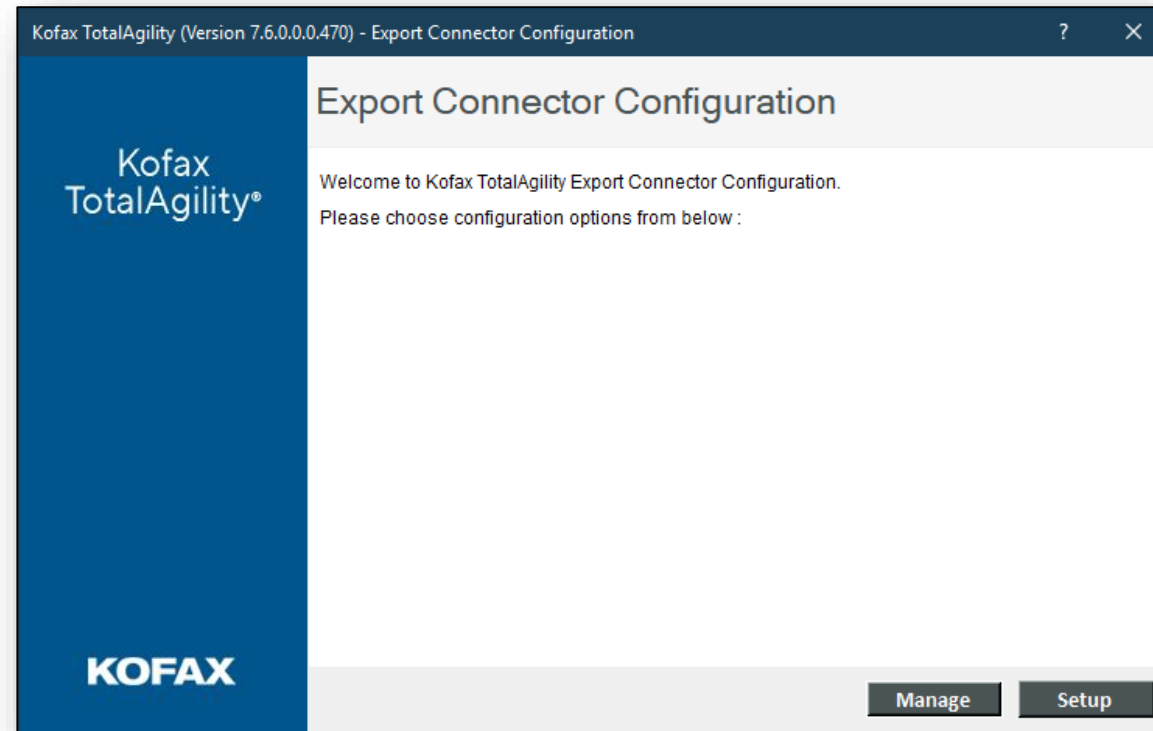 Kofax TotalAgility (Version 7.6.0.0.0.470) - Export Connector Configuration ? ×
Export Connector Configuration
Kofax
TotalAgility®
Welcome to Kofax TotalAgility Export Connector Configuration.
Please choose configuration options from below :
KOFAX
Manage Setup